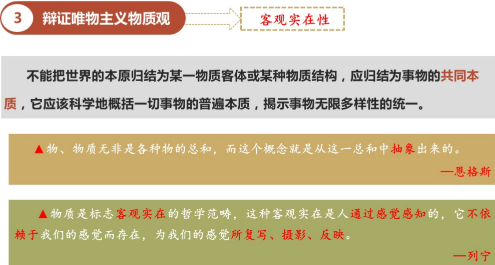 3 辩证唯物主义物质观 客观实在性
不能把世界的本原归结为某一物质客体或某种物质结构，应归结为事物的共同本
质，它应该科学地概括一切事物的普遍本质，揭示事物无限多样性的统一。
▲物、物质无非是各种物的总和，而这个概念就是从这一总和中抽象出来的。
—恩格斯
▲物质是标志客观实在的哲学范畴，这种客观实在是人通过感觉感知的，它不依
赖于我们的感觉而存在，为我们的感觉所复写、摄影、反映。
—列宁